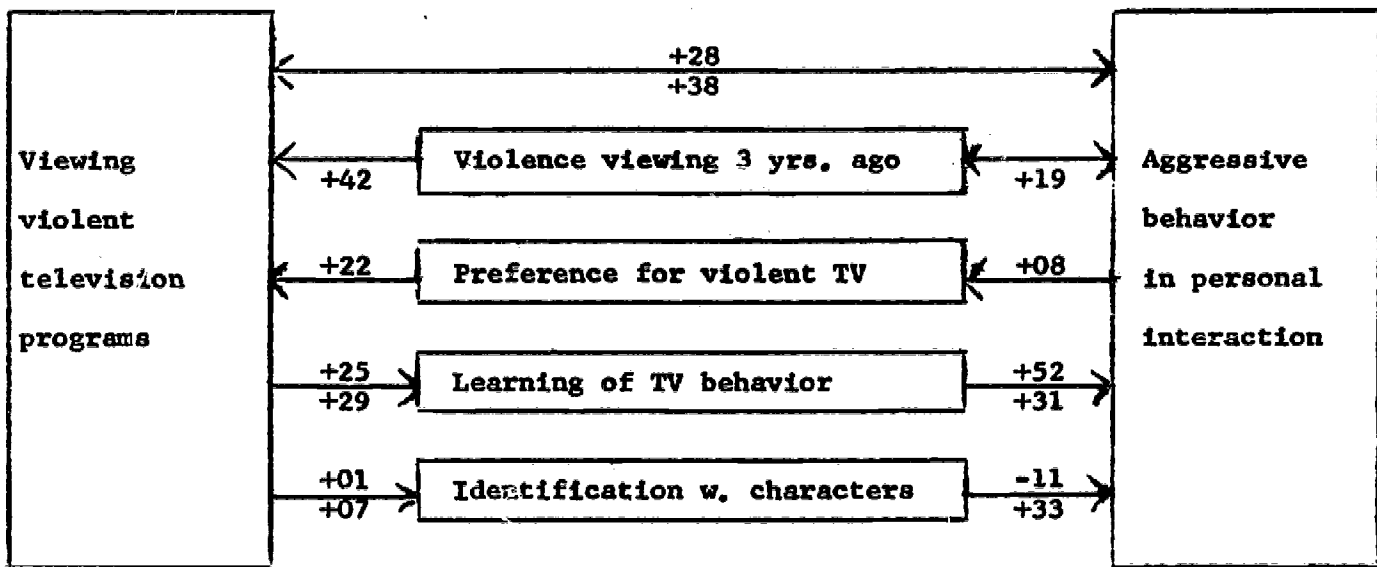 +28
+38
Viewing
violent
television
programs
+42
Violence viewing 3 yrs. ago
+19
+22
Preference for violent TV
+08
+25
+29
Learning of TV behavior
+52
+31
+01
+07
Identification w. characters
-11
+33
Aggressive
behavior
in personal
interaction